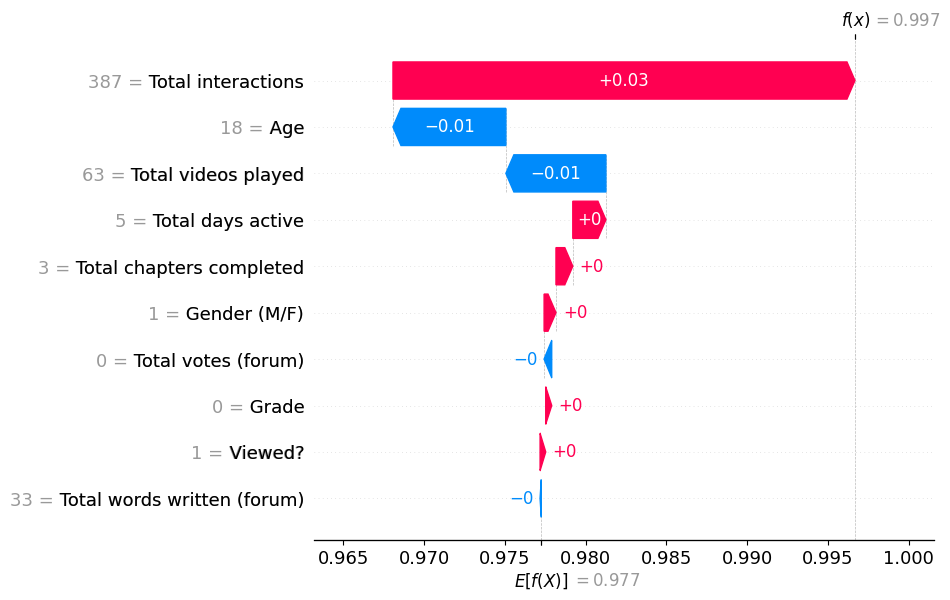 f(x) = 0.997
387 = Total interactions
+0.03
18 = Age
−0.01
63 = Total videos played
−0.01
5 = Total days active
+0
3 = Total chapters completed
+0
1 = Gender (M/F)
+0
0 = Total votes (forum)
−0
0 = Grade
+0
1 = Viewed?
+0
33 = Total words written (forum)
−0
0.965 0.970 0.975 0.980 0.985 0.990 0.995 1.000
E[f(X)] = 0.977